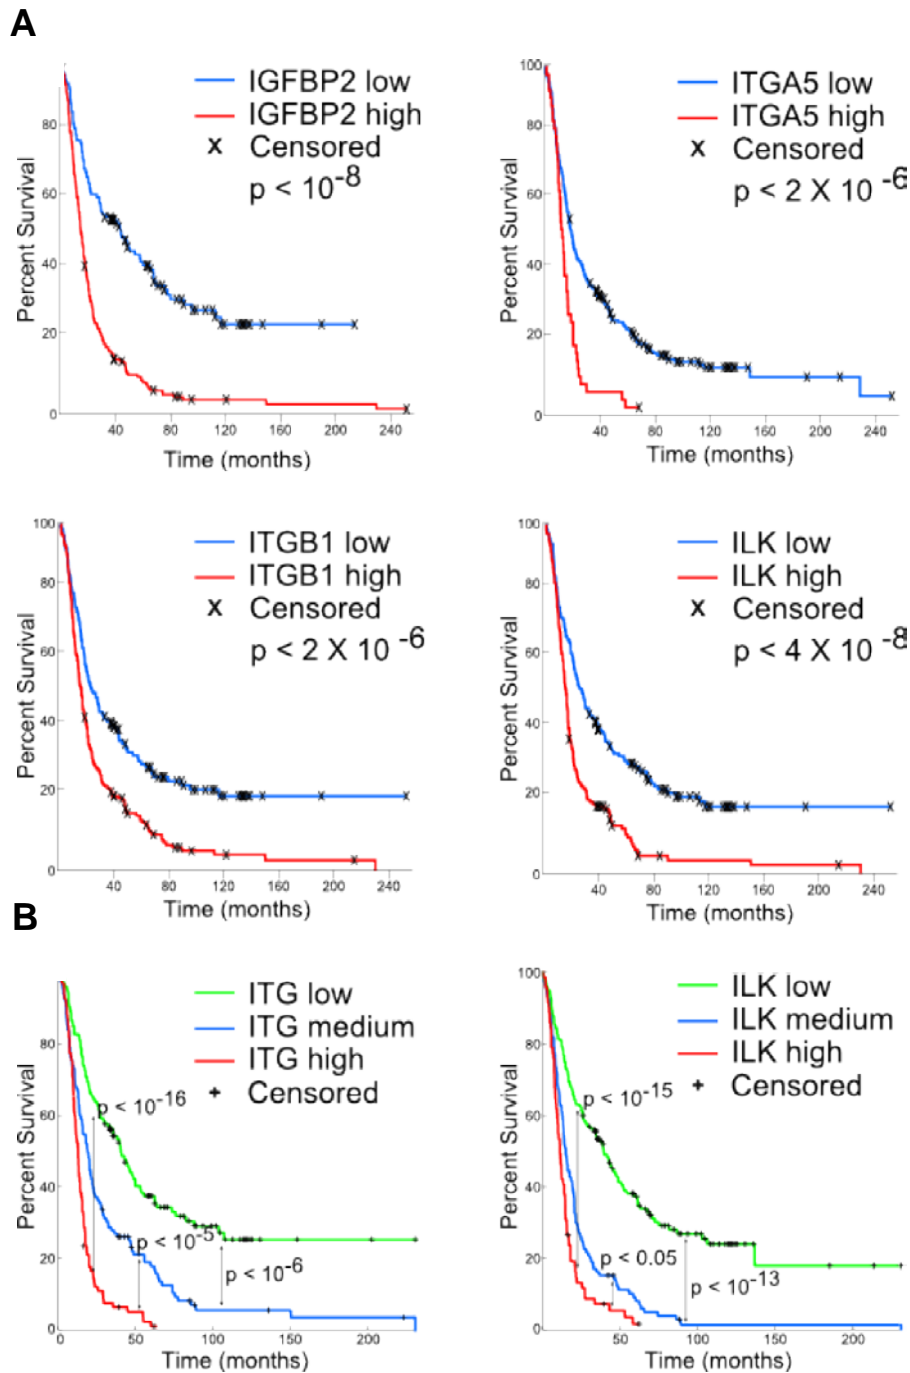 A
IGFBP2 low
IGFBP2 high
Censored
p < 10-8
Percent Survival
80
60
40
20
0
40 80 120 160 200 240
Time (months)
ITGA5 low
ITGA5 high
Censored
p < 2 X 10 -6
Percent Survival
100
80
60
40
20
0
40 80 120 160 200 240
Time (months)
ITGB1 low
ITGB1 high
Censored
p < 2 X 10 -6
Percent Survival
100
80
60
40
20
0
40 80 120 160 200 240
Time (months)
ILK low
ILK high
Censored
p < 4 X 10 -8
Percent Survival
100
80
60
40
20
0
40 80 120 160 200 240
Time (months)
B
ITG low
ITG medium
ITG high
Censored
p < 10-16
p < 10-5
p < 10-6
Percent Survival
80
60
40
20
0
0 50 100 150 200
Time (months)
ILK low
ILK medium
ILK high
Censored
p < 10-15
p < 0.05
p < 10-13
Percent Survival
100
80
60
40
20
0
50 100 150 200
Time (months)